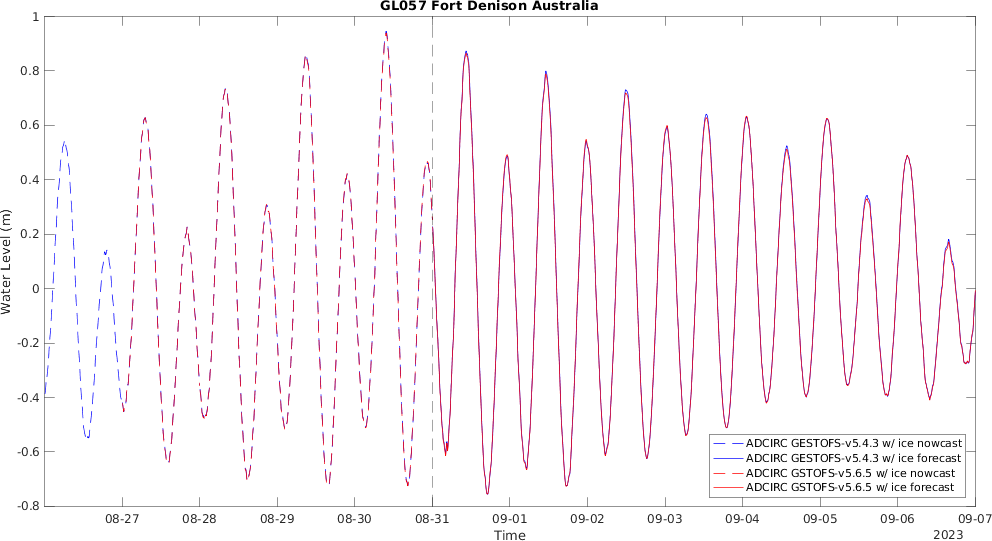 GL057 Fort Denison Australia
Water Level (m)
1
0.8
0.6
0.4
0.2
0
-0.2
-0.4
-0.6
-0.8
ADCIRC GESTOFS-v5.4.3 w/ ice nowcast
ADCIRC GESTOFS-v5.4.3 w/ ice forecast
ADCIRC GSTOFS-v5.6.5 w/ ice nowcast
ADCIRC GSTOFS-v5.6.5 w/ ice forecast
08-27 08-28 08-29 08-30 08-31 09-01 09-02 09-03 09-04 09-05 09-06 09-07
Time
2023